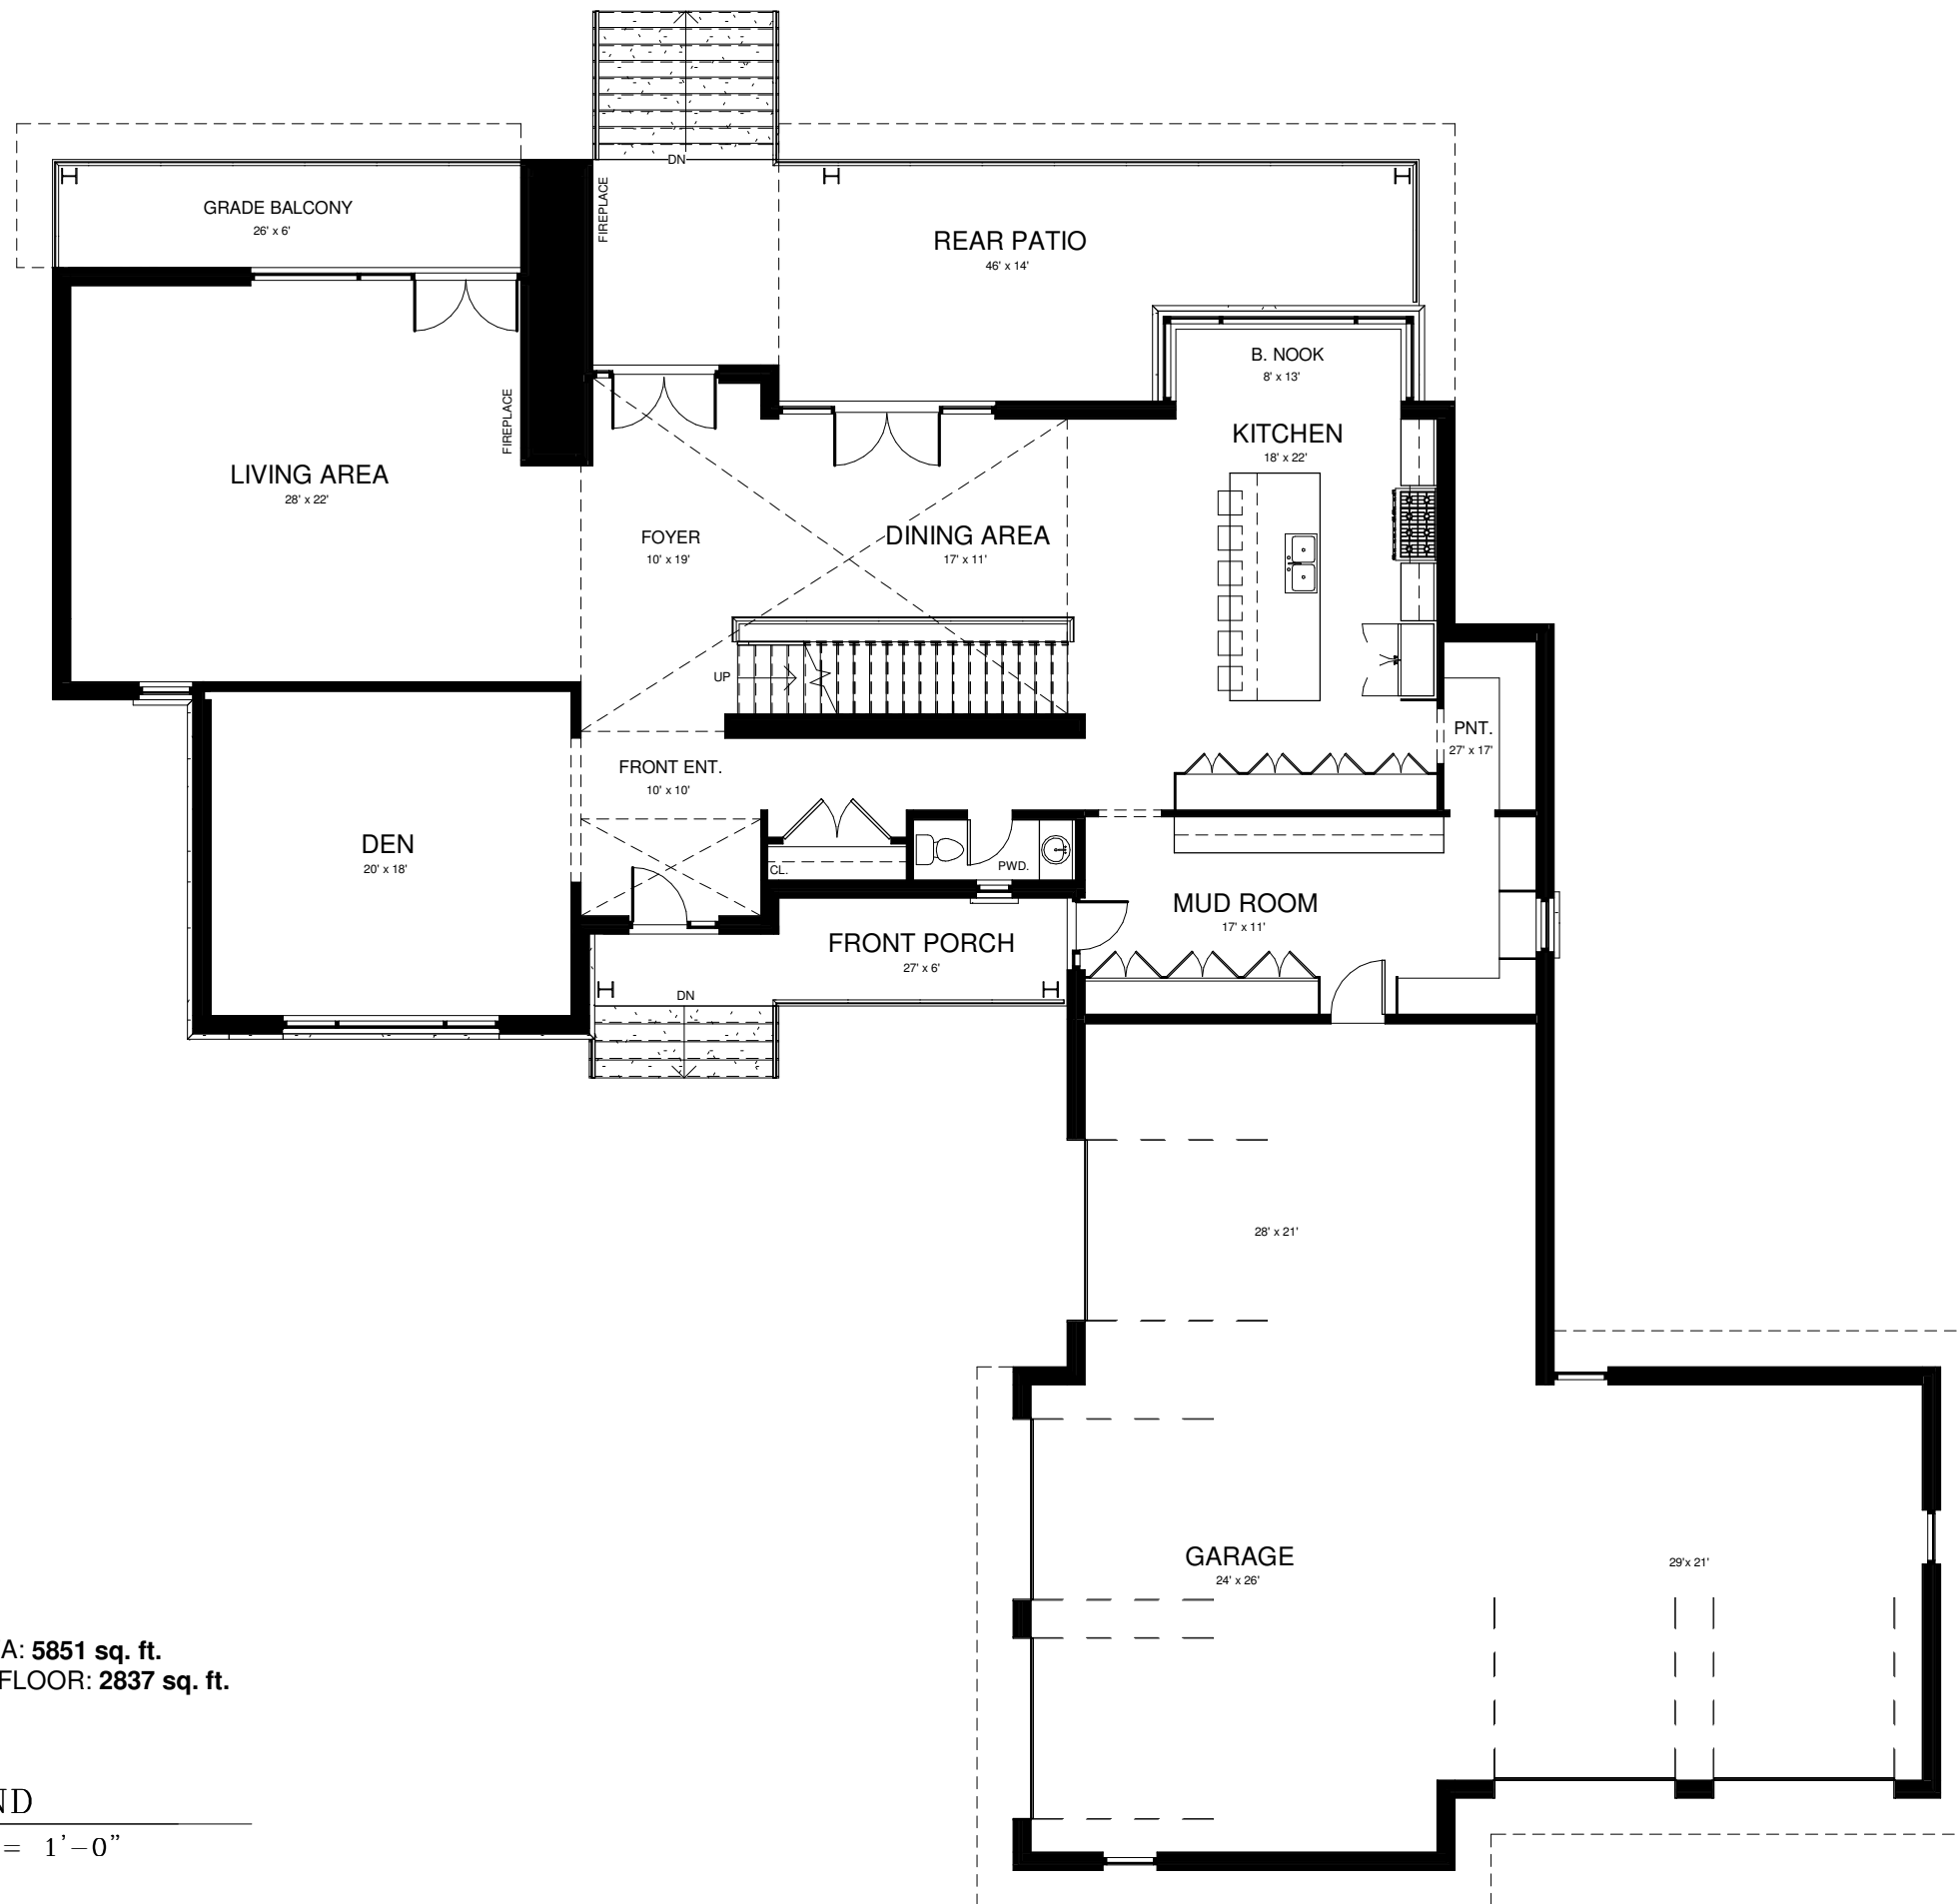 DN
FIREPLACE
GRADE BALCONY
26' x 6'
REAR PATIO
46' x 14'
B. NOOK
8' x 13'
FIREPLACE
KITCHEN
18' x 22'
LIVING AREA
28' x 22'
FOYER
10' x 19'
DINING AREA
17' x 11'
UP
PNT.
27' x 17'
FRONT ENT.
10' x 10'
DEN
20' x 18'
CL.
PWD.
MUD ROOM
17' x 11'
FRONT PORCH
27' x 6'
DN
28' x 21'
GARAGE
24' x 26'
29'x 21'
A: 5851 sq. ft.
FLOOR: 2837 sq. ft.
ND
= 1'-0"